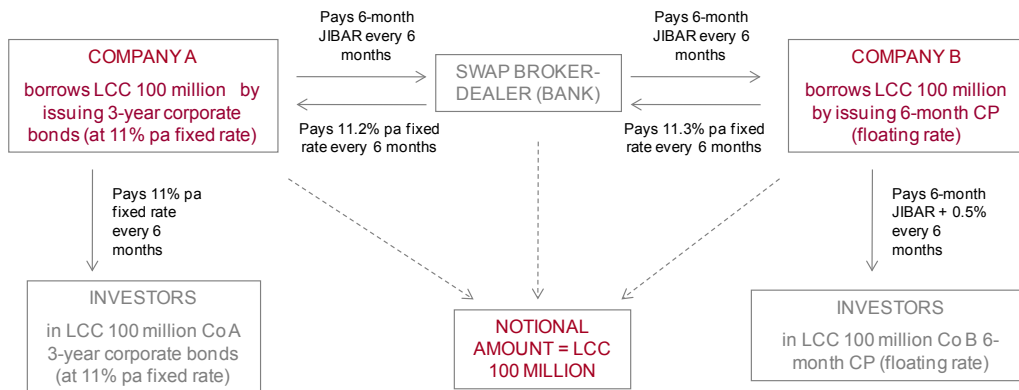 Pays 6-month
JIBAR every 6
months
Pays 6-month
JIBAR every 6
months
COMPANY A
borrows LCC 100 million by
issuing 3-year corporate
bonds (at 11% pa fixed rate)
SWAP BROKER-
DEALER (BANK)
COMPANY B
borrows LCC 100 million
by issuing 6-month CP
(floating rate)
Pays 11.2% pa fixed
rate every 6 months
Pays 11.3% pa fixed
rate every 6 months
Pays 11% pa
fixed rate
every 6
months
Pays 6-month
JIBAR + 0.5%
every 6
months
INVESTORS
in LCC 100 million Co A
3-year corporate bonds
(at 11% pa fixed rate)
NOTIONAL
AMOUNT = LCC
100 MILLION
INVESTORS
in LCC 100 million Co B 6-
month CP (floating rate)